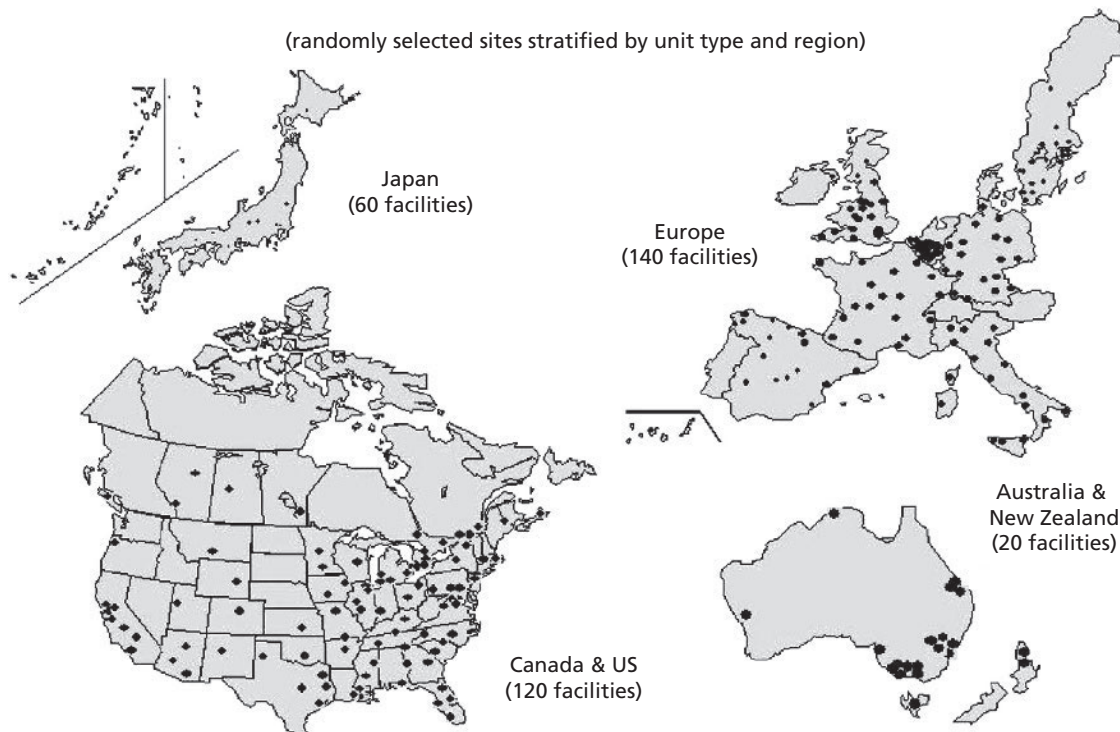 (randomly selected sites stratified by unit type and region)
Japan
(60 facilities)
Europe
(140 facilities)
Australia &
New Zealand
(20 facilities)
Canada & US
(120 facilities)